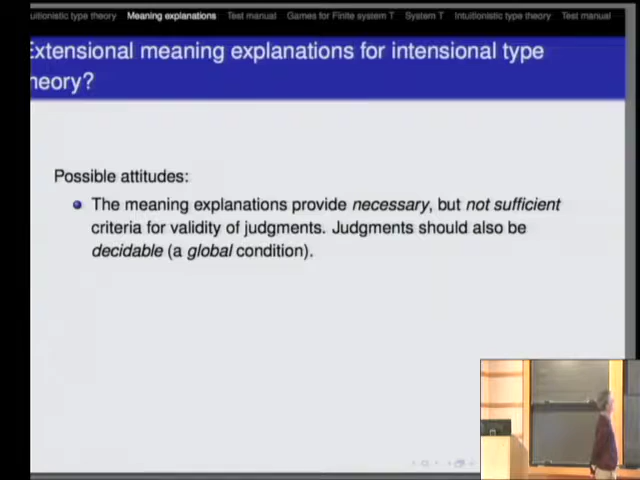 uitionistic type theory Meaning explanations Test manual Games for Finite system T System T Intuitionistic type theory Test manual
Extensional meaning explanations for intensional type
heory?
Possible attitudes:
The meaning explanations provide necessary, but not sufficient
criteria for validity of judgments. Judgments should also be
decidable (a global condition).